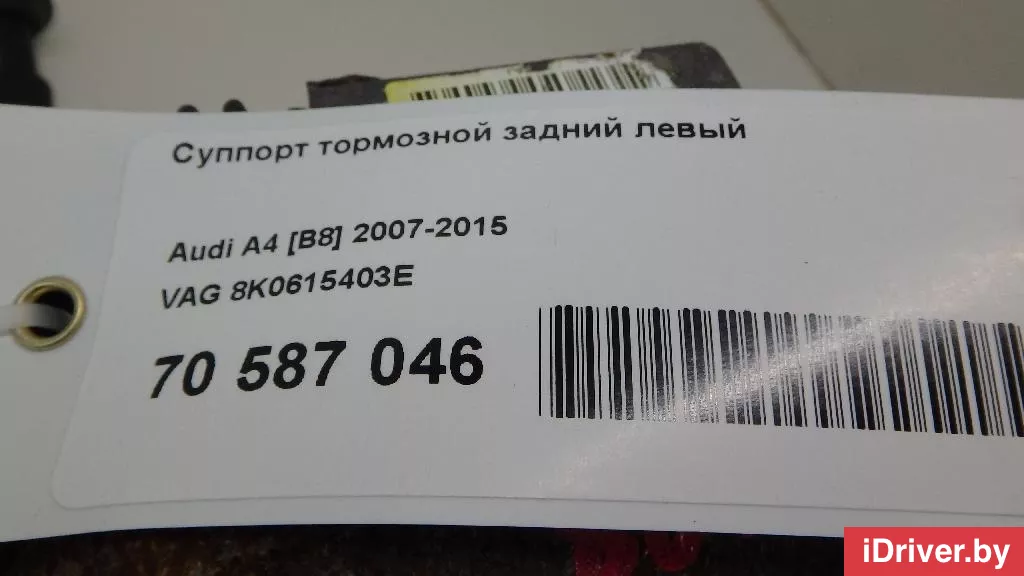 Суппорт тормозной задний левый
Audi A4 [B8] 2007-2015
VAG 8K0615403E
70 587 046
iDriver.by